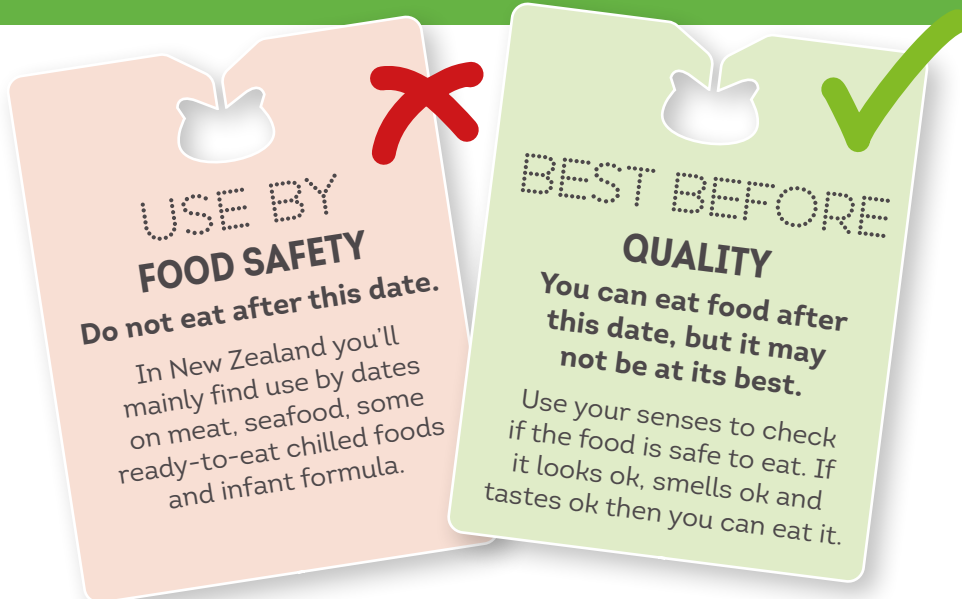 USE BY
FOOD SAFETY
Do not eat after this date.
In New Zealand you'll
mainly find use by dates
on meat, seafood, some
ready-to-eat chilled foods
and infant formula.
BEST BEFORE
QUALITY
You can eat food after
this date, but it may
not be at its best.
Use your senses to check
if the food is safe to eat. If
it looks ok, smells ok and
tastes ok then you can eat it.